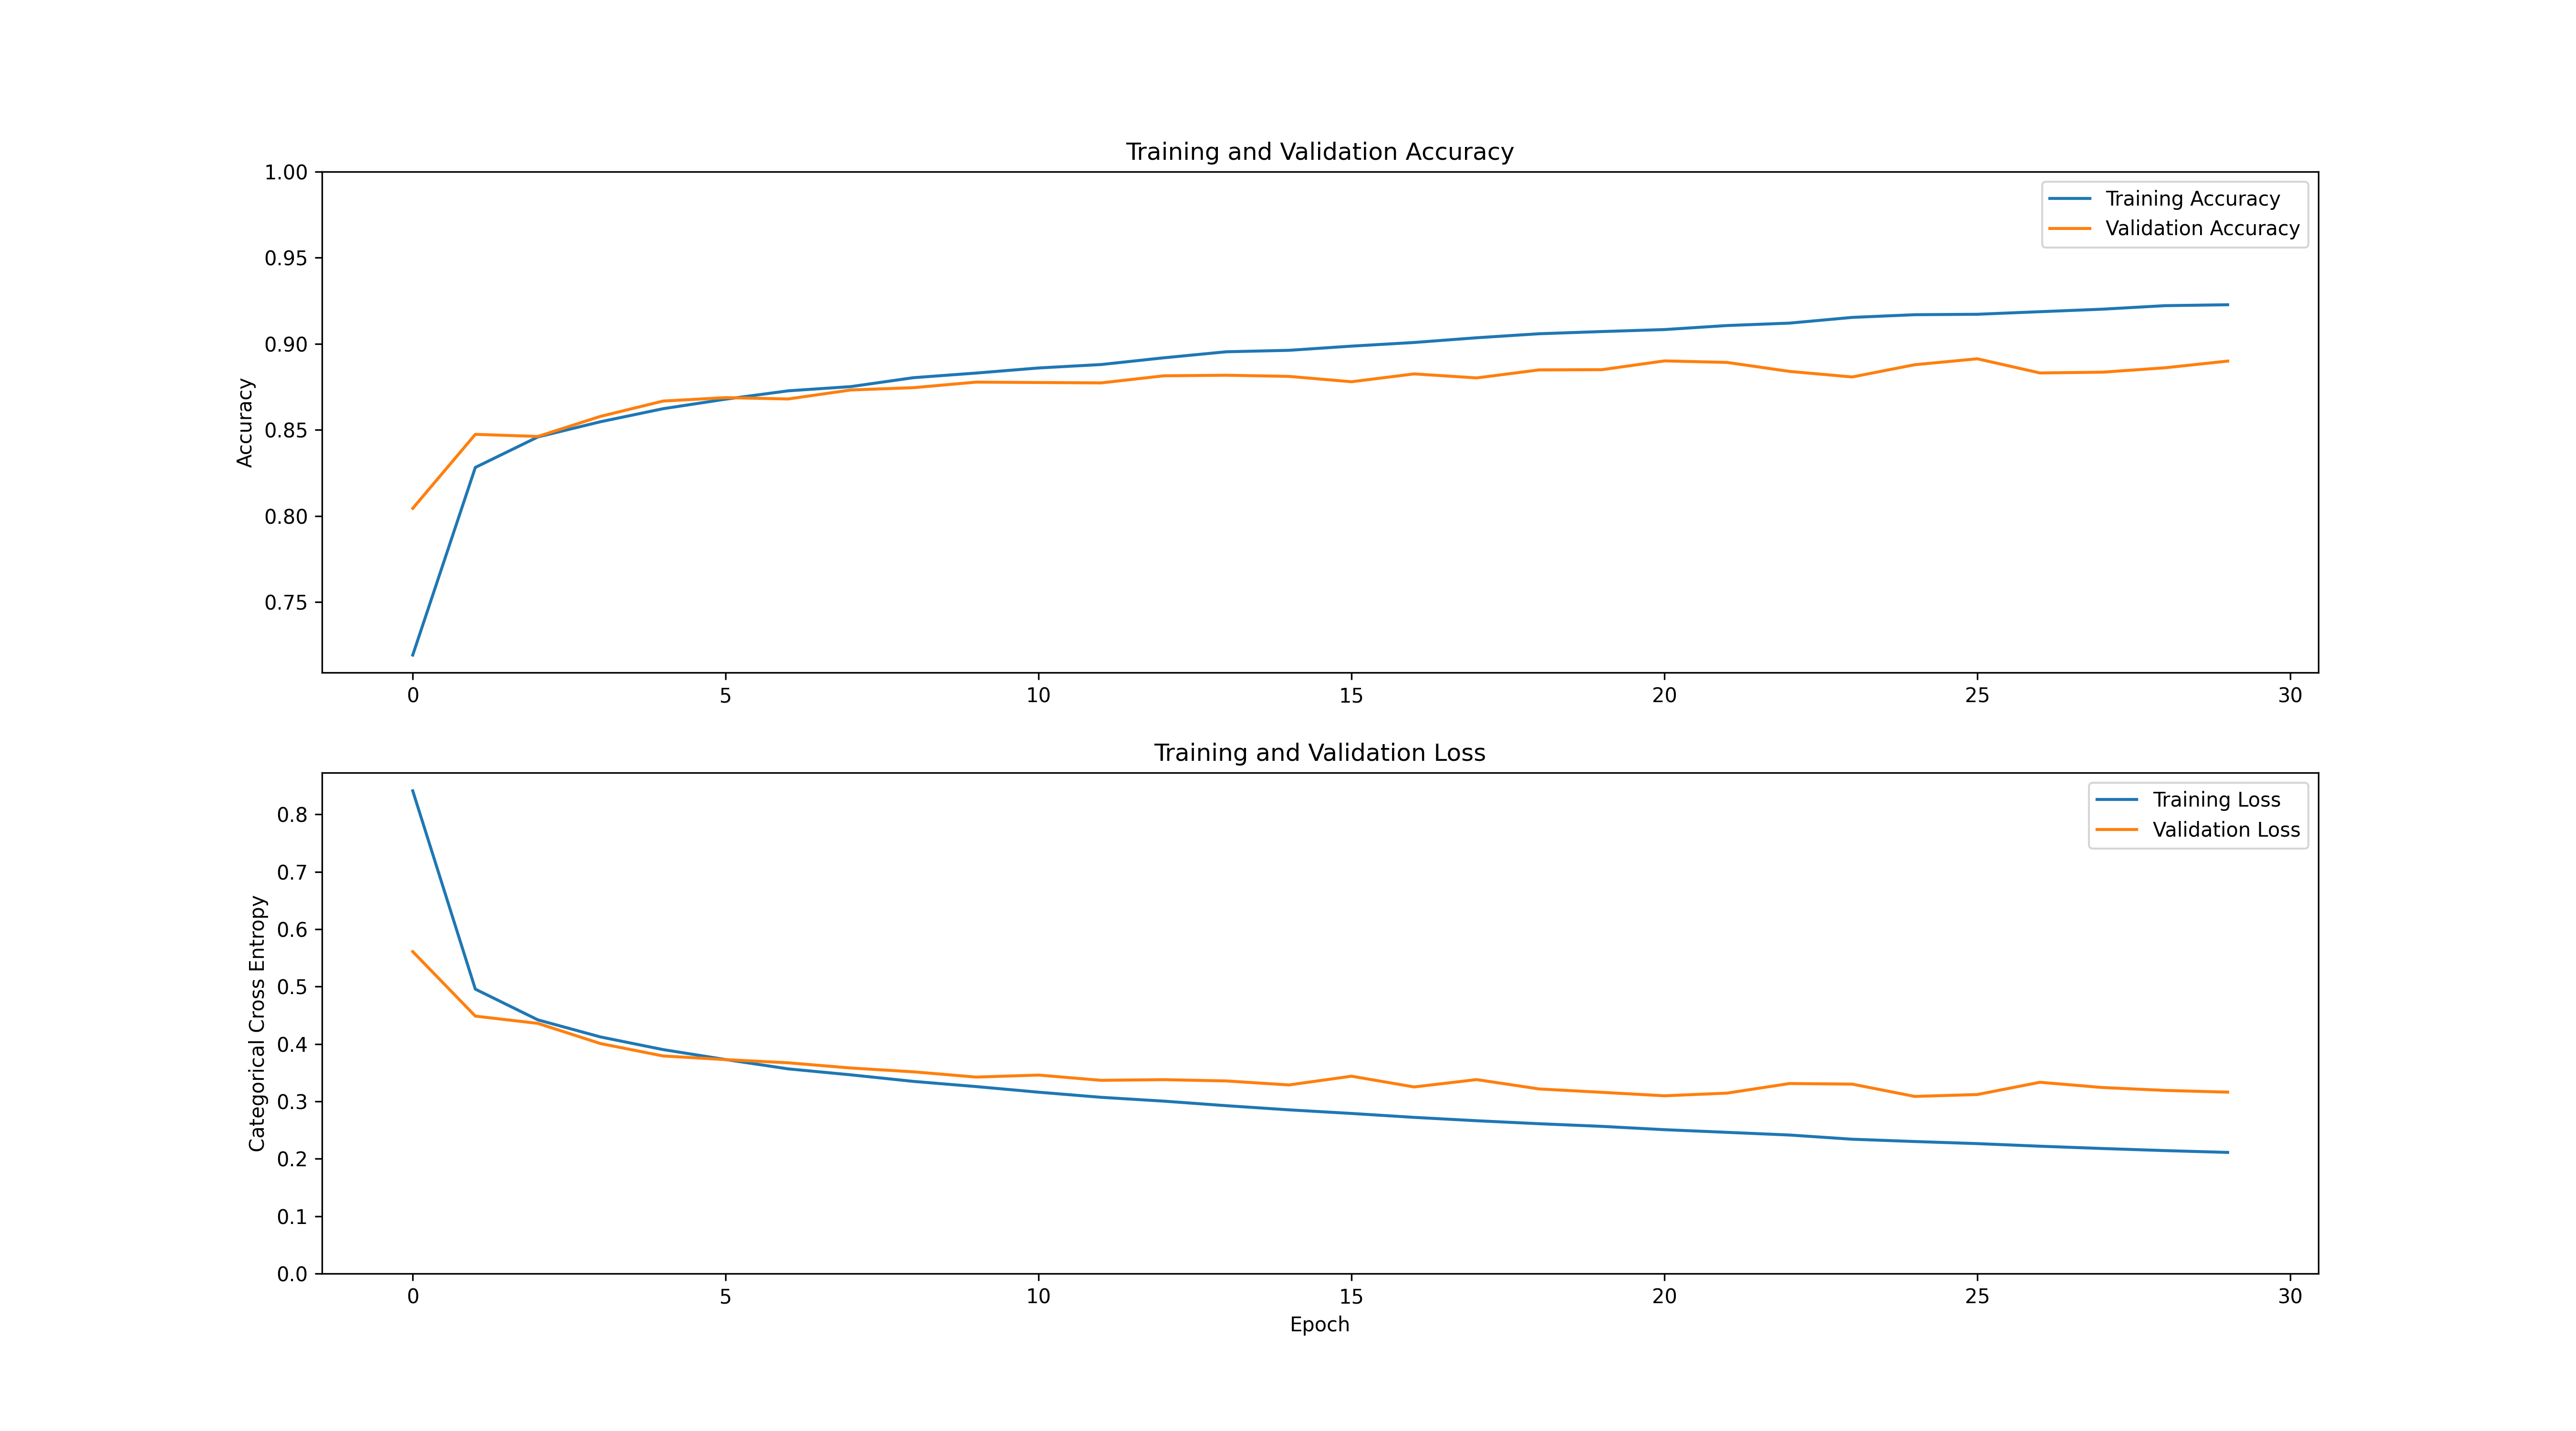 Training and Validation Accuracy
1.00
0.95
0.90
0.85
0.80
0.75
Accuracy
Training Accuracy
Validation Accuracy
0 5 10 15 20 25 30
Training and Validation Loss
0.8
0.7
0.6
0.5
0.4
0.3
0.2
0.1
0.0
Categorical Cross Entropy
Training Loss
Validation Loss
0 5 10 15 20 25 30
Epoch